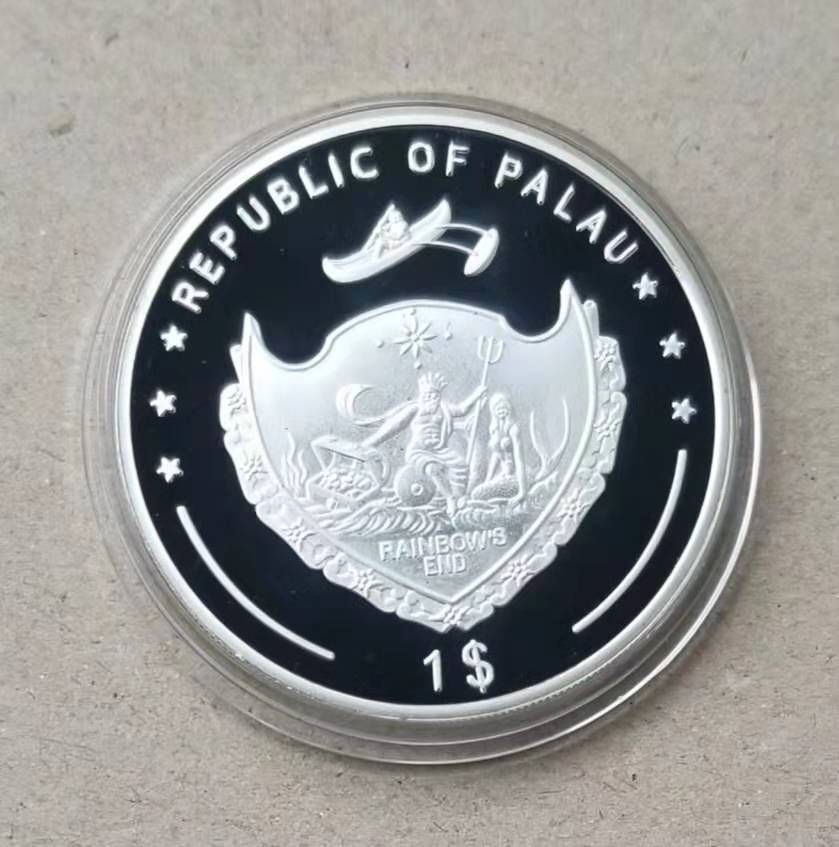 REPUBLIC OF PALAU
RAINBOW'S
END
1$